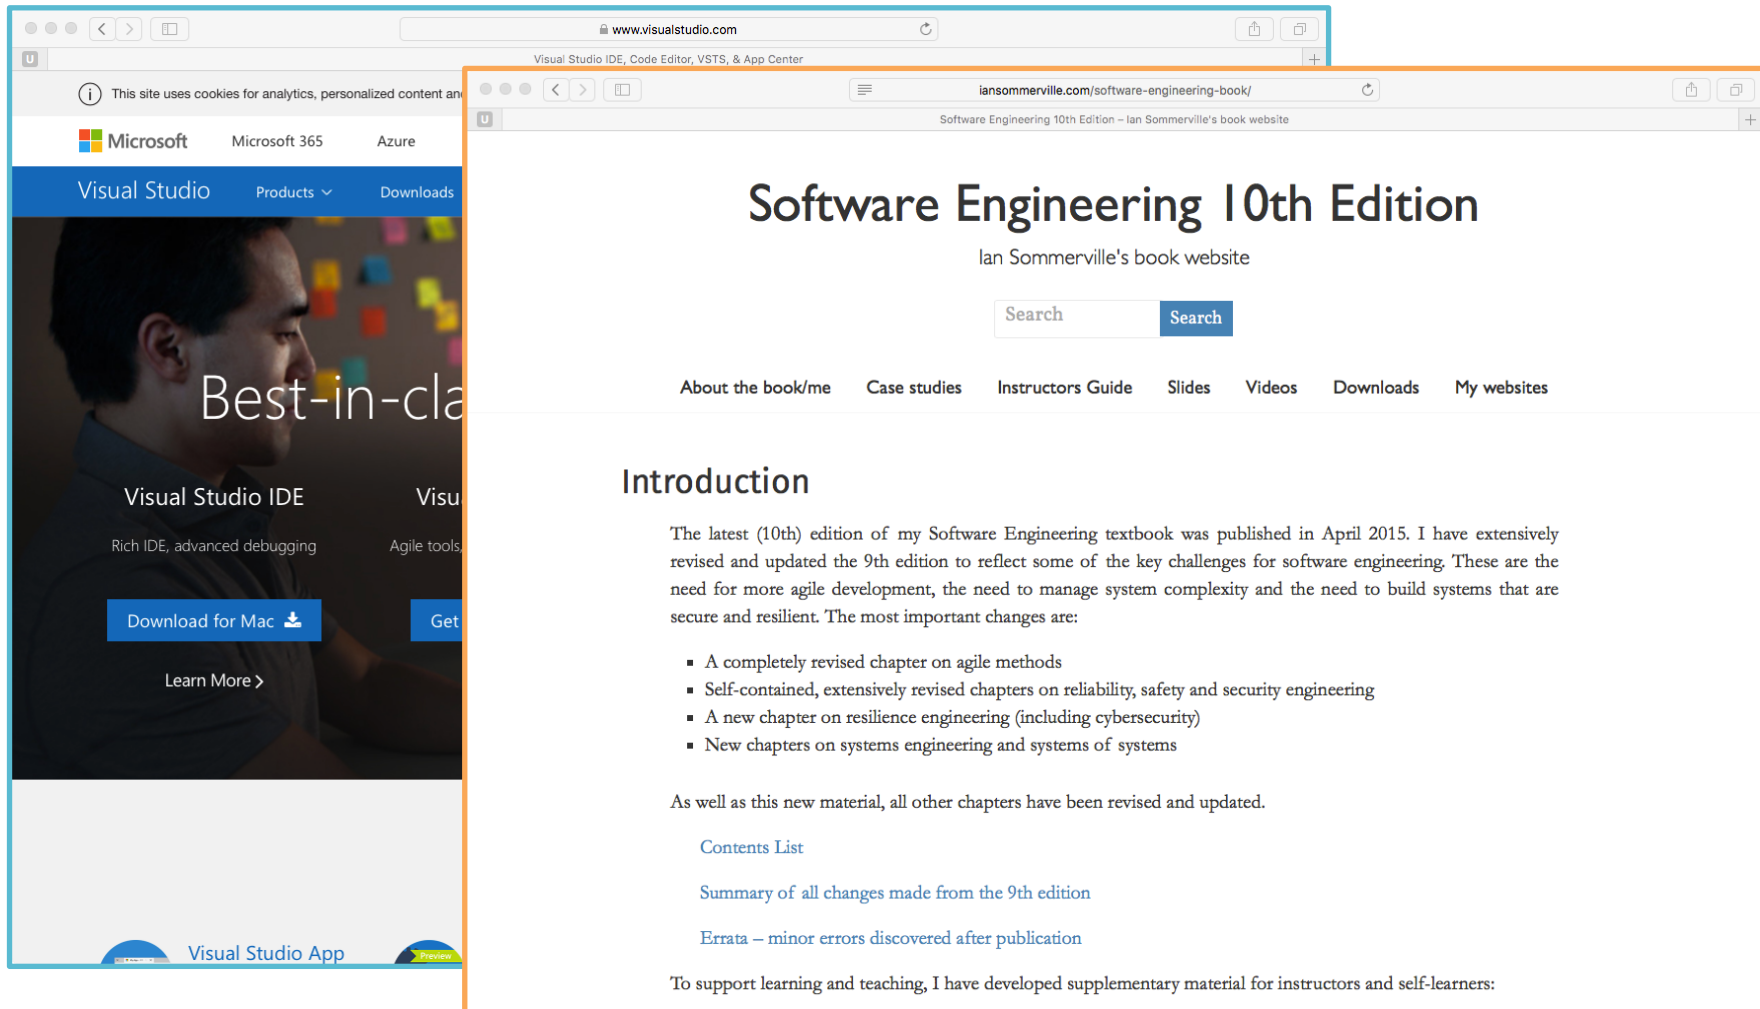 www.visualstudio.com
U
Visual Studio IDE, Code Editor, VSTS, & App Center
This site uses cookies for analytics, personalized content
Microsoft
Microsoft 365
Azure
Visual Studio
Products
Downloads
Best-in-cla
Visual Studio IDE
Visu
Rich IDE, advanced debugging
Agile tools,
Download for Mac
Get
Learn More
Visual Studio App
Preview
iansommerville.com/software-engineering-book/
U
Software Engineering 10th Edition – Ian Sommerville's book website
Software Engineering 10th Edition
Ian Sommerville's book website
Search
Search
About the book/me
Case studies
Instructors Guide
Slides
Videos
Downloads
My websites
Introduction
The latest (10th) edition of my Software Engineering textbook was published in April 2015. I have extensively
revised and updated the 9th edition to reflect some of the key challenges for software engineering. These are the
need for more agile development, the need to manage system complexity and the need to build systems that are
secure and resilient. The most important changes are:
A completely revised chapter on agile methods
Self-contained, extensively revised chapters on reliability, safety and security engineering
A new chapter on resilience engineering (including cybersecurity)
New chapters on systems engineering and systems of systems
As well as this new material, all other chapters have been revised and updated.
Contents List
Summary of all changes made from the 9th edition
Errata – minor errors discovered after publication
To support learning and teaching, I have developed supplementary material for instructors and self-learners: